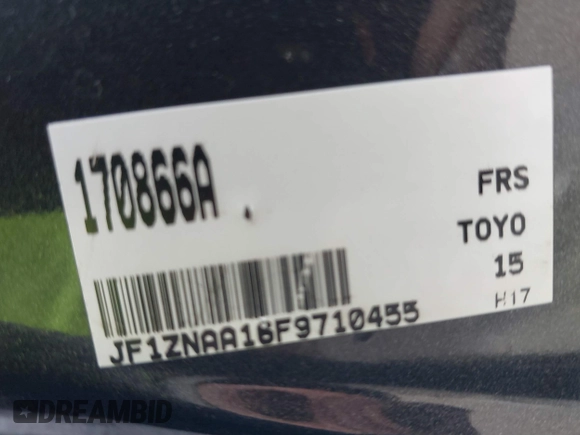 170866A
FRS
TOYO
15
H17
JF1ZNAA16F9710455
DREAMBID